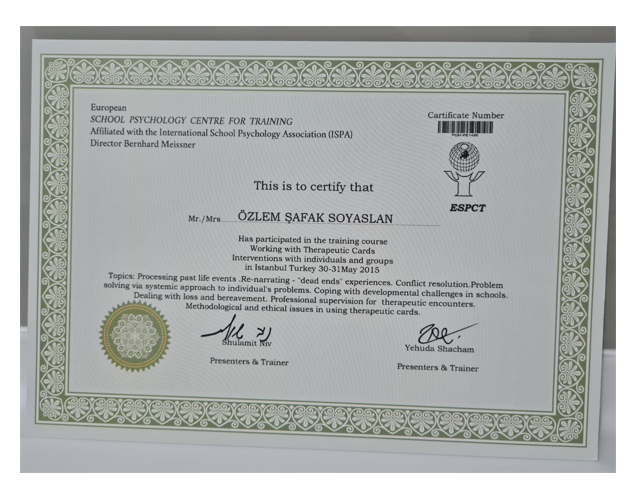 European
SCHOOL PSYCHOLOGY CENTRE FOR TRAINING
Affiliated with the International School Psychology Association (ISPA)
Director Bernhard Meissner
Certificate Number
ESPCT
This is to certify that
Mr./Mrs ÖZLEM ŞAFAK SOYASLAN
Has participated in the training course
Working with Therapeutic Cards
Interventions with individuals and groups
in Istanbul Turkey 30-31May 2015
Topics: Processing past life events .Re-narrating - "dead ends" experiences. Conflict resolution.Problem
solving via systemic approach to individual's problems. Coping with developmental challenges in schools.
Dealing with loss and bereavement. Professional supervision for therapeutic encounters.
Methodological and ethical issues in using therapeutic cards.
Shulamit Niv
Presenters & Trainer
Yehuda Shacham
Presenters & Trainer